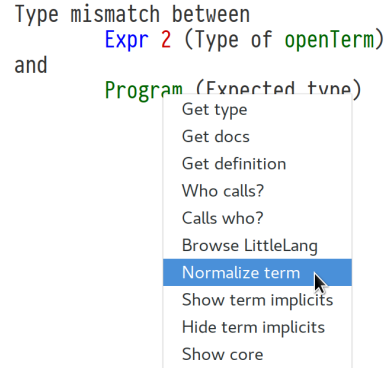 Type mismatch between
Expr 2 (Type of openTerm)
and
Program (Expected type)
Get type
Get docs
Get definition
Who calls?
Calls who?
Browse LittleLang
Normalize term
Show term implicits
Hide term implicits
Show core